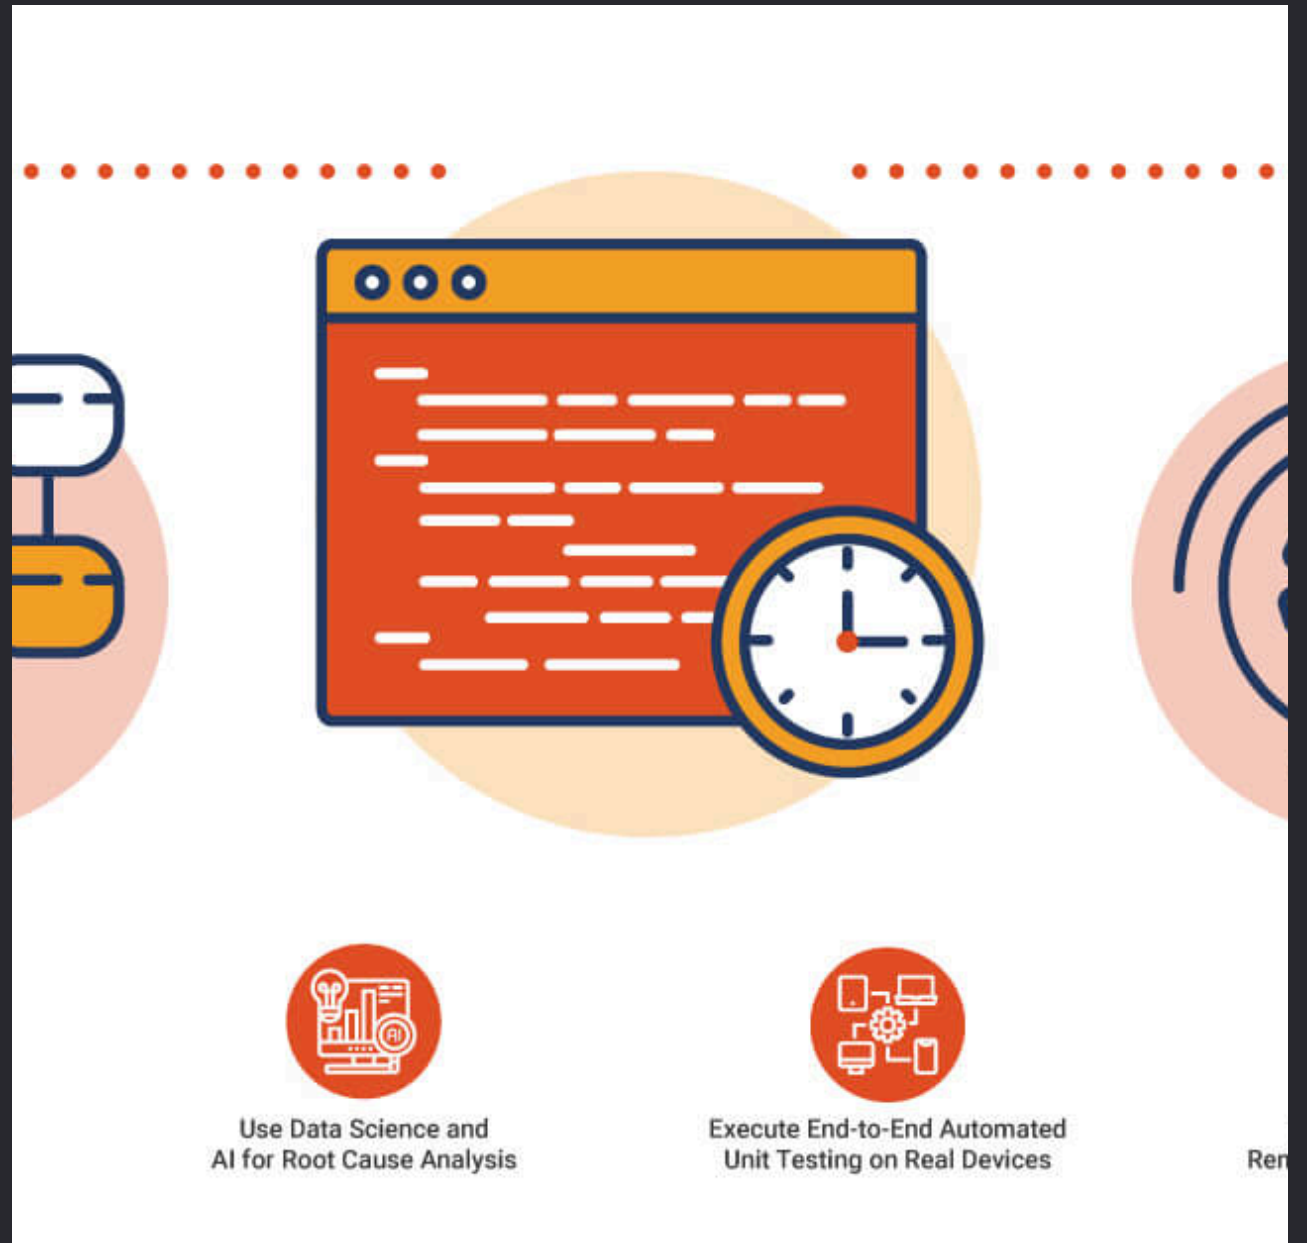 AI
Use Data Science and
AI for Root Cause Analysis
Execute End-to-End Automated
Unit Testing on Real Devices